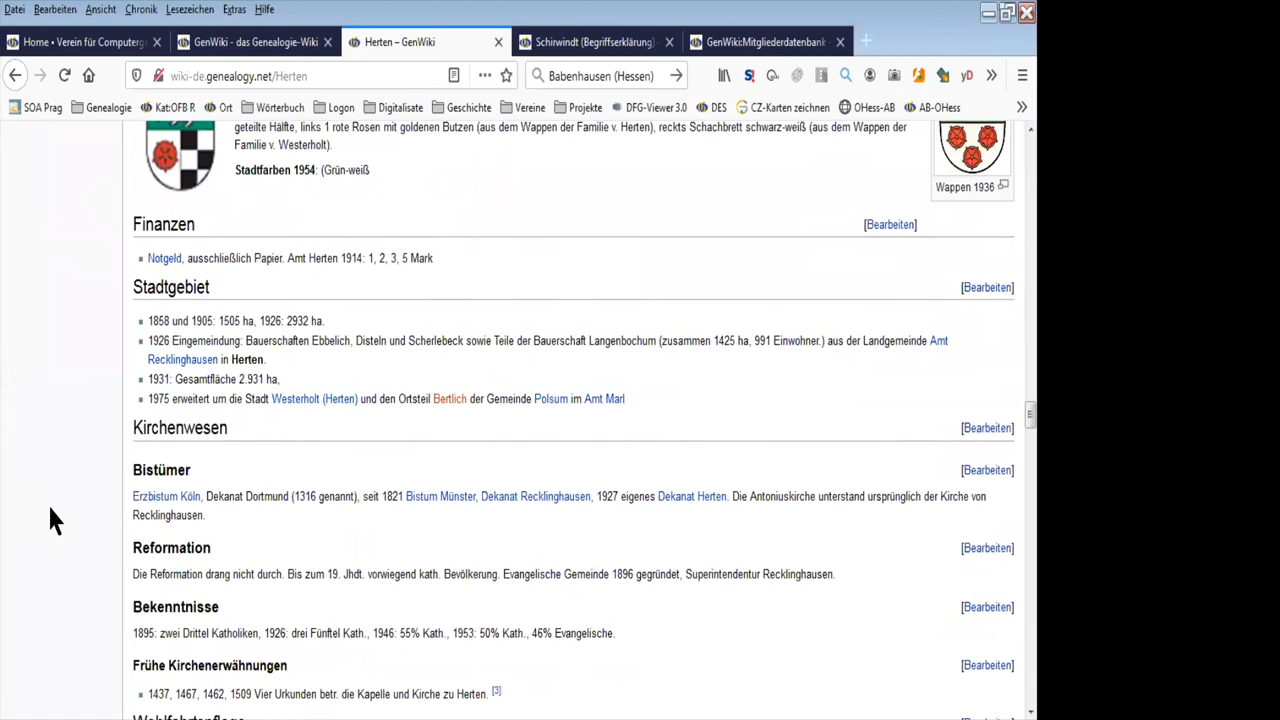 Datei Bearbeiten Ansicht Chronik Lesezeichen Extras Hilfe
Home • Verein für Computerg GenWiki - das Genealogie-Wiki Herten – GenWiki Schirwindt (Begriffserklärung) GenWiki:Mitgliederdatenbank
wiki-de.genealogy.net/Herten Babenhausen (Hessen) yD
SOA Prag Genealogie Kat:OFB R Ort Wörterbuch Logon Digitalisate Geschichte Vereine Projekte DFG-Viewer 3.0 DES CZ-Karten zeichnen OHess-AB AB-OHess
geteilte Hälfte, links 1 rote Rosen mit goldenen Butzen (aus dem Wappen der Familie v. Herten), reckts Schachbrett schwarz-weiß (aus dem Wappen der
Familie v. Westerholt).
Stadtfarben 1954: (Grün-weiß
Wappen 1936
Finanzen [Bearbeiten]
Notgeld, ausschließlich Papier. Amt Herten 1914: 1, 2, 3, 5 Mark
Stadtgebiet [Bearbeiten]
1858 und 1905: 1505 ha, 1926: 2932 ha.
1926 Eingemeindung: Bauerschaften Ebbelich, Disteln und Scherlebeck sowie Teile der Bauerschaft Langenbochum (zusammen 1425 ha, 991 Einwohner.) aus der Landgemeinde Amt
Recklinghausen in Herten.
1931: Gesamtfläche 2.931 ha,
1975 erweitert um die Stadt Westerholt (Herten) und den Ortsteil Bertlich der Gemeinde Polsum im Amt Marl
Kirchenwesen [Bearbeiten]
Bistümer [Bearbeiten]
Erzbistum Köln, Dekanat Dortmund (1316 genannt), seit 1821 Bistum Münster, Dekanat Recklinghausen, 1927 eigenes Dekanat Herten. Die Antoniuskirche unterstand ursprünglich der Kirche von
Recklinghausen.
Reformation [Bearbeiten]
Die Reformation drang nicht durch. Bis zum 19. Jhdt. vorwiegend kath. Bevölkerung. Evangelische Gemeinde 1896 gegründet, Superintendentur Recklinghausen.
Bekenntnisse [Bearbeiten]
1895: zwei Drittel Katholiken, 1926: drei Fünftel Kath., 1946: 55% Kath., 1953: 50% Kath., 46% Evangelische.
Frühe Kirchenerwähnungen [Bearbeiten]
1437, 1467, 1462, 1509 Vier Urkunden betr. die Kapelle und Kirche zu Herten. [3]
Wohlfahrtspflege